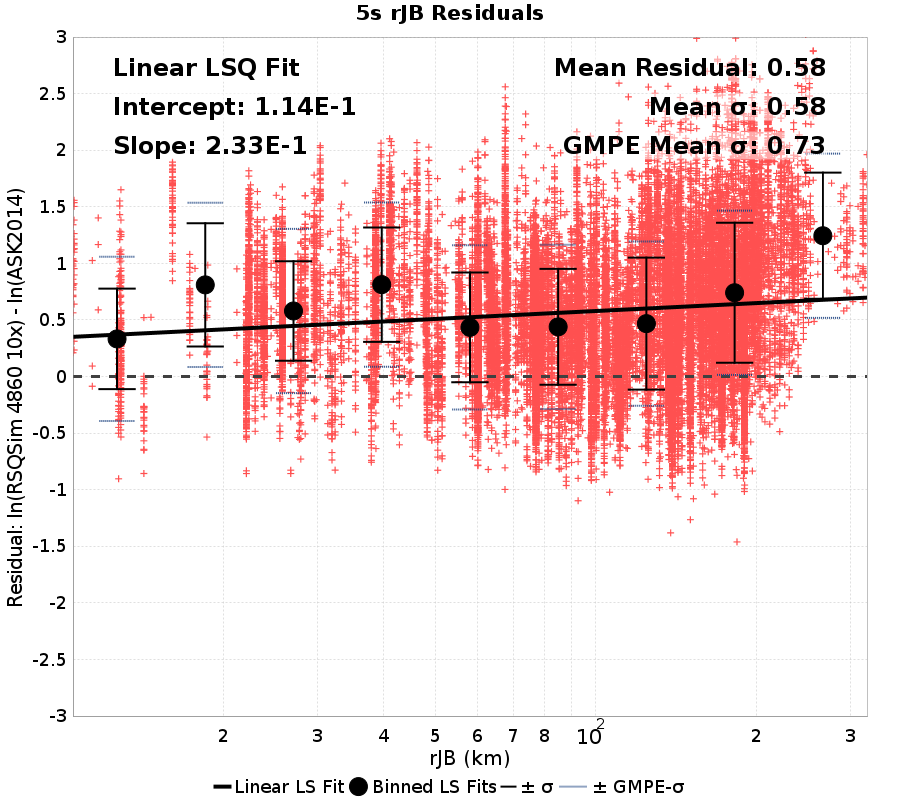 5s rJB Residuals
Linear LSQ Fit
Intercept: 1.14E-1
Slope: 2.33E-1
Mean Residual: 0.58
Mean σ: 0.58
GMPE Mean σ: 0.73
Residual: ln(RSQSim 4860 10x) - ln(ASK2014)
3
2.5
2
1.5
1
0.5
0
-0.5
-1
-1.5
-2
-2.5
-3
2 3 4 5 6 7 8 10² 2 3
rJB (km)
Linear LS Fit Binned LS Fits ± σ ± GMPE-σ